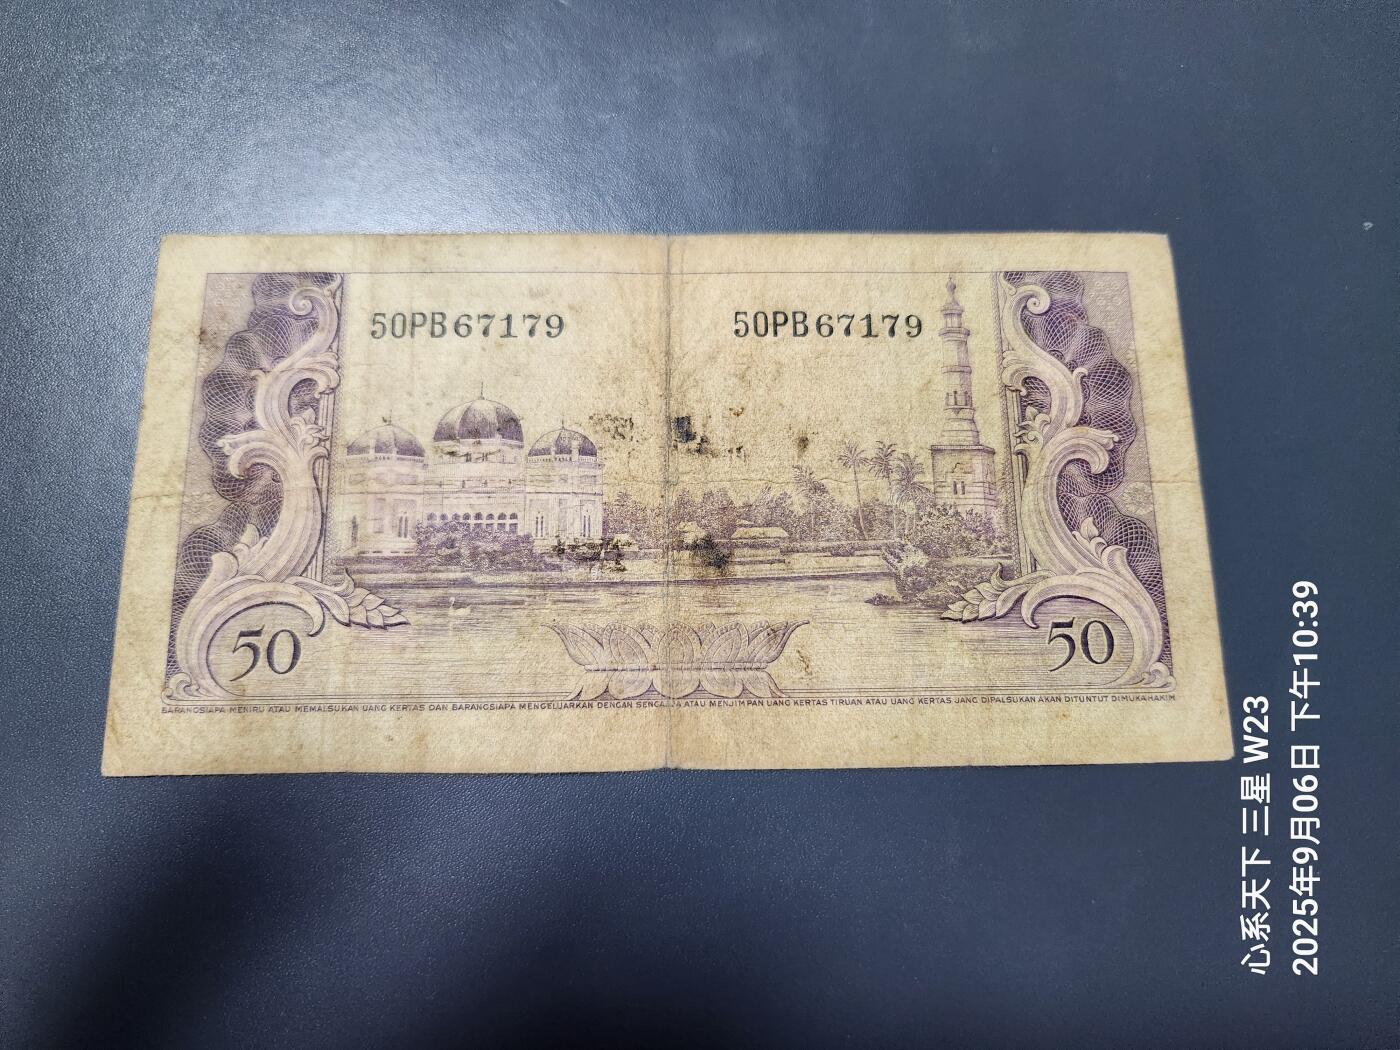 50PB67179 50PB67179
50 50
BARANGSIAPA MENIRU ATAU MEMALSUKAN UANG KERTAS DAN BARANGSIAPA MENGELUARKAN DENGAN ATAU MENJIMPAN UANG KERTAS TIRUAN ATAU UANG KERTAS JANG DIPALSUKAN AKAN DITUNTUT DIMUKA HAKIM
心系天下 三星 W23
2025年9月06日 下午10:39